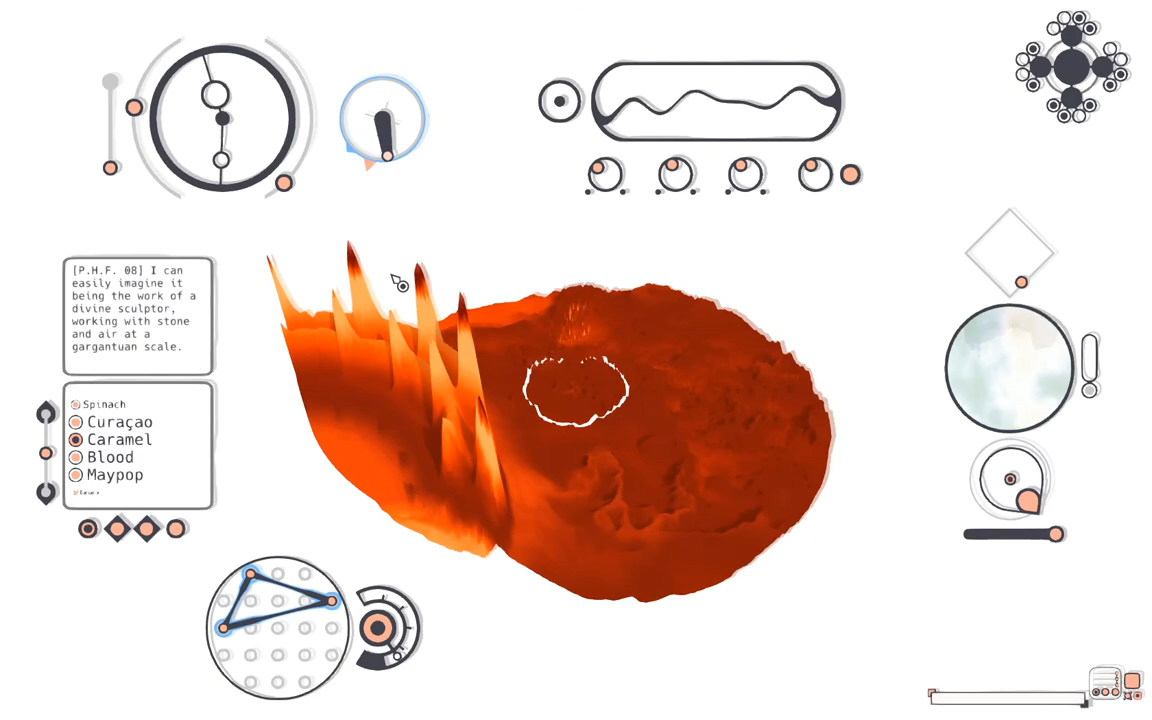 [P.H.F. 08] I can
easily imagine it
being the work of a
divine sculptor,
working with stone
and air at a
gargantuan scale.
Spinach
Curaçao
Caramel
Blood
Maypop